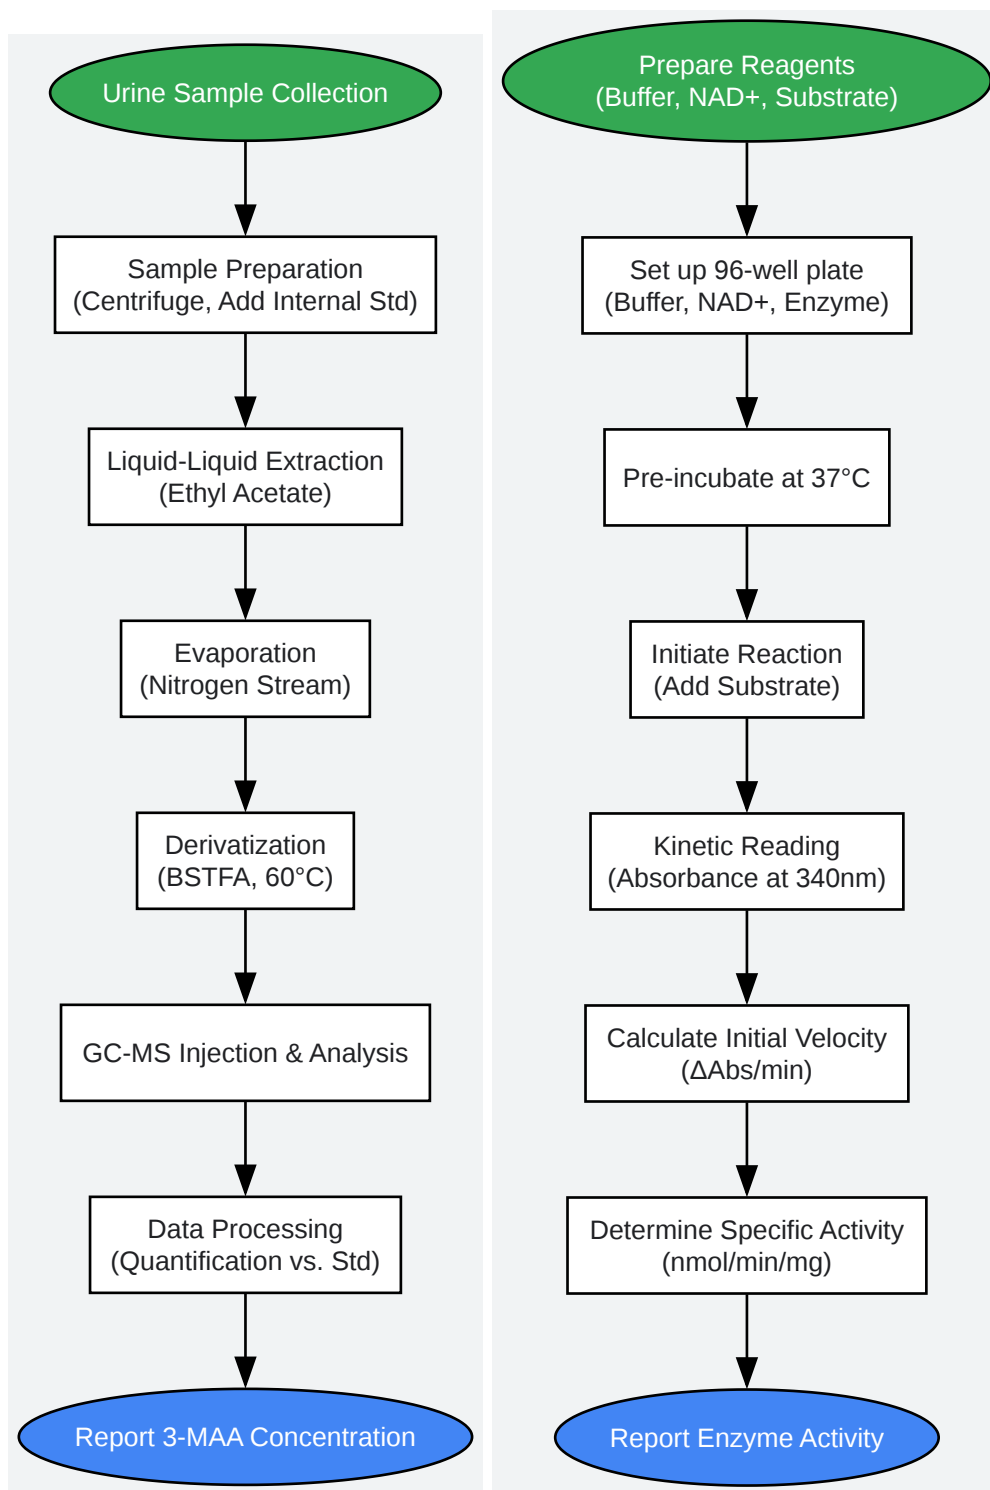 Urine Sample Collection
Sample Preparation
(Centrifuge, Add Internal Std)
Liquid-Liquid Extraction
(Ethyl Acetate)
Evaporation
(Nitrogen Stream)
Derivatization
(BSTFA, 60°C)
GC-MS Injection & Analysis
Data Processing
(Quantification vs. Std)
Report 3-MAA Concentration
Prepare Reagents
(Buffer, NAD+, Substrate)
Set up 96-well plate
(Buffer, NAD+, Enzyme)
Pre-incubate at 37°C
Initiate Reaction
(Add Substrate)
Kinetic Reading
(Absorbance at 340nm)
Calculate Initial Velocity
(ΔAbs/min)
Determine Specific Activity
(nmol/min/mg)
Report Enzyme Activity